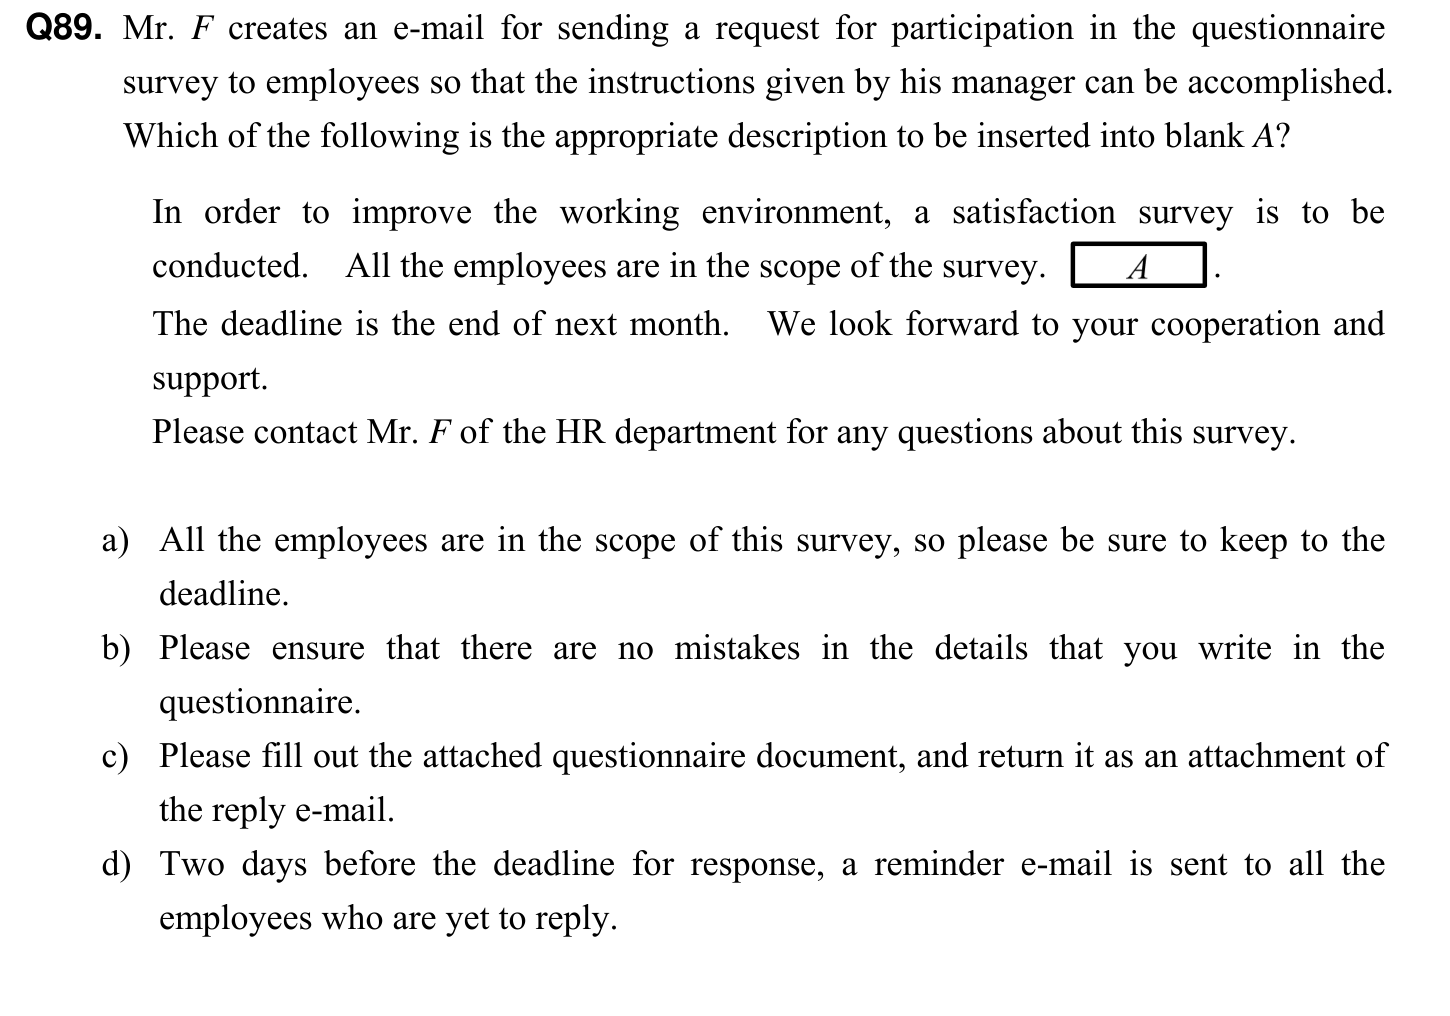 Q89. Mr. F creates an e-mail for sending a request for participation in the questionnaire
survey to employees so that the instructions given by his manager can be accomplished.
Which of the following is the appropriate description to be inserted into blank A?
In order to improve the working environment, a satisfaction survey is to be
conducted. All the employees are in the scope of the survey. A .
The deadline is the end of next month. We look forward to your cooperation and
support.
Please contact Mr. F of the HR department for any questions about this survey.
a) All the employees are in the scope of this survey, so please be sure to keep to the
deadline.
b) Please ensure that there are no mistakes in the details that you write in the
questionnaire.
c) Please fill out the attached questionnaire document, and return it as an attachment of
the reply e-mail.
d) Two days before the deadline for response, a reminder e-mail is sent to all the
employees who are yet to reply.